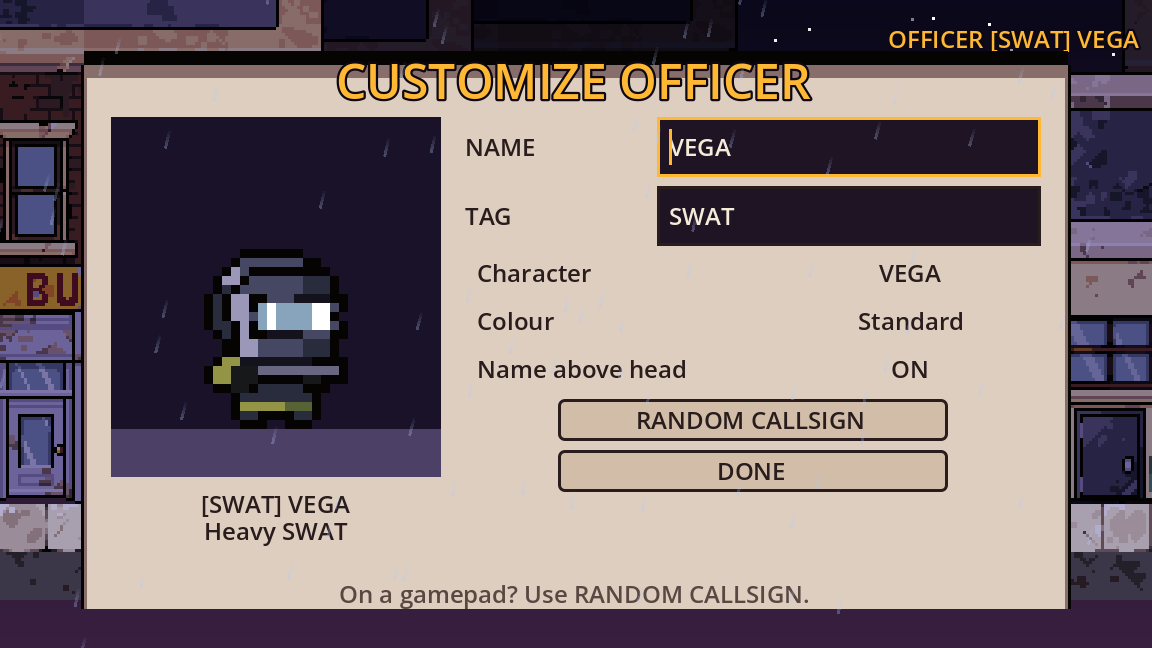 OFFICER [SWAT] VEGA
CUSTOMIZE OFFICER
NAME VEGA
TAG SWAT
Character VEGA
Colour Standard
Name above head ON
RANDOM CALLSIGN
DONE
[SWAT] VEGA
Heavy SWAT
On a gamepad? Use RANDOM CALLSIGN.
BU